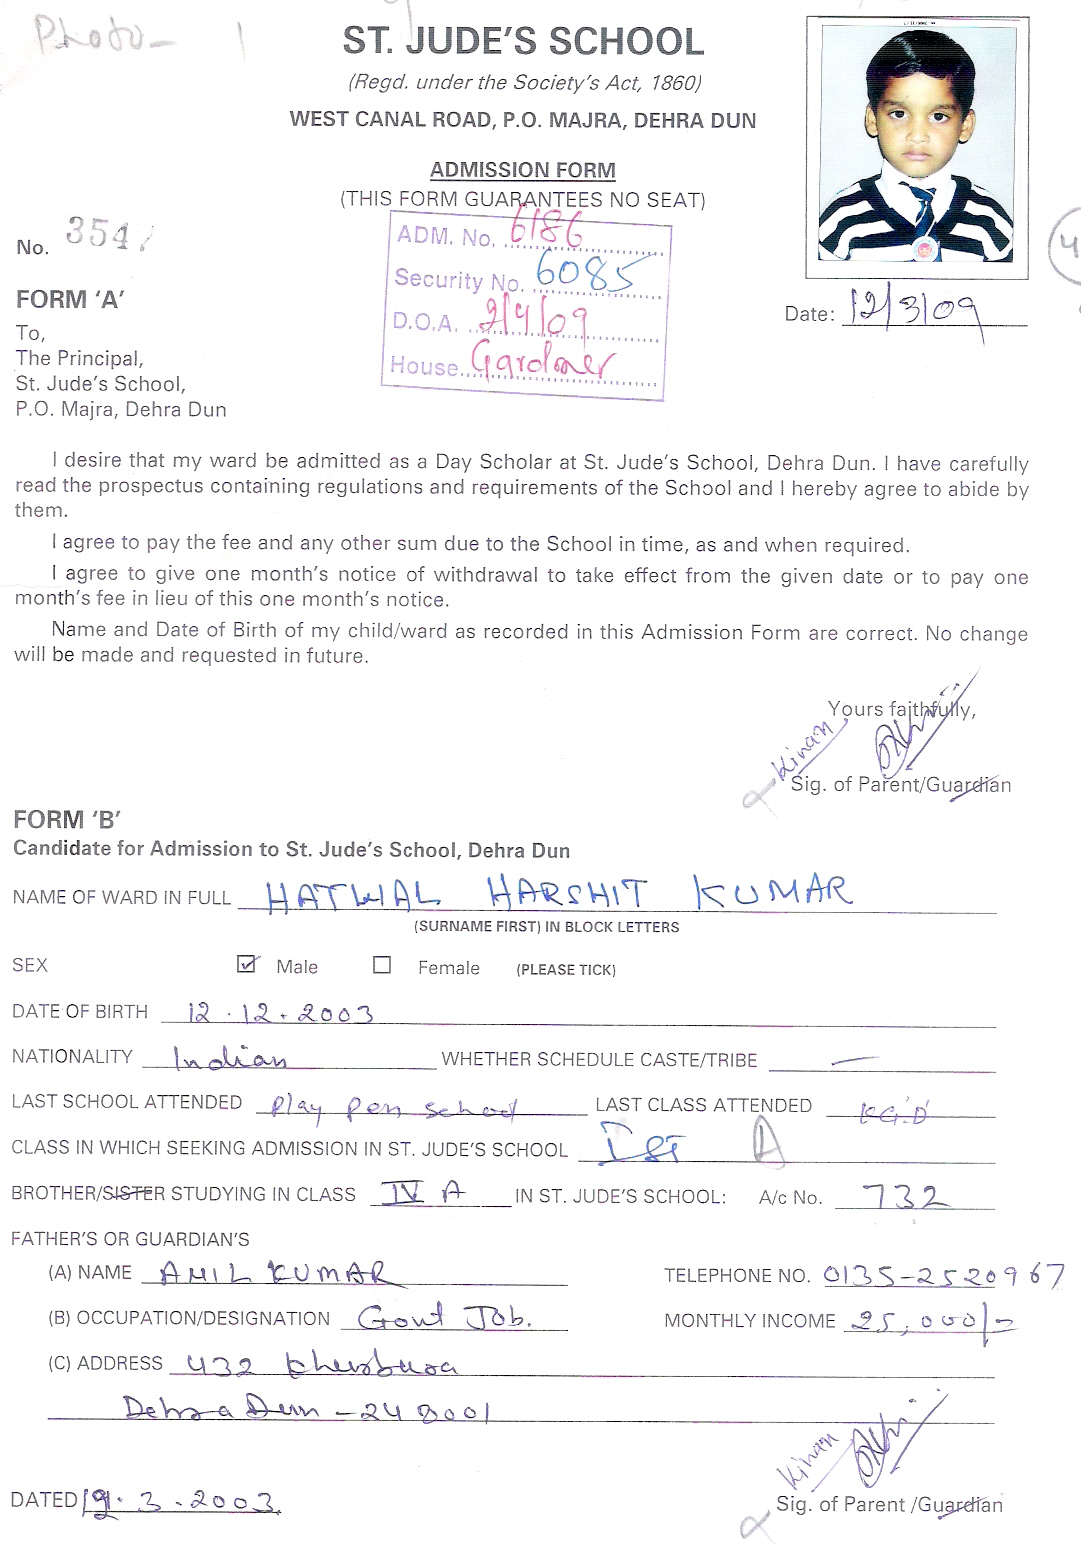 Photo - 1
ST. JUDE'S SCHOOL
(Regd. under the Society's Act, 1860)
WEST CANAL ROAD, P.O. MAJRA, DEHRA DUN
ADMISSION FORM
(THIS FORM GUARANTEES NO SEAT)
No. 354
ADM. No. 6186
Security No. 6085
D.O.A. 2/4/09
House Gardner
4
Date: 12/3/09
FORM 'A'
To,
The Principal,
St. Jude's School,
P.O. Majra, Dehra Dun
I desire that my ward be admitted as a Day Scholar at St. Jude's School, Dehra Dun. I have carefully
read the prospectus containing regulations and requirements of the School and I hereby agree to abide by
them.
I agree to pay the fee and any other sum due to the School in time, as and when required.
I agree to give one month's notice of withdrawal to take effect from the given date or to pay one
month's fee in lieu of this one month's notice.
Name and Date of Birth of my child/ward as recorded in this Admission Form are correct. No change
will be made and requested in future.
Yours faithfully,
Kiran
Sig. of Parent/Guardian
FORM 'B'
Candidate for Admission to St. Jude's School, Dehra Dun
NAME OF WARD IN FULL HATWAL HARSHIT KUMAR
(SURNAME FIRST) IN BLOCK LETTERS
SEX Male Female (PLEASE TICK)
DATE OF BIRTH 12.12.2003
NATIONALITY Indian WHETHER SCHEDULE CASTE/TRIBE —
LAST SCHOOL ATTENDED Play pen school LAST CLASS ATTENDED KG.D
CLASS IN WHICH SEEKING ADMISSION IN ST. JUDE'S SCHOOL Ist A
BROTHER/SISTER STUDYING IN CLASS IV A IN ST. JUDE'S SCHOOL: A/c No. 732
FATHER'S OR GUARDIAN'S
(A) NAME ANIL KUMAR TELEPHONE NO. 0135-2520967
(B) OCCUPATION/DESIGNATION Govt Job. MONTHLY INCOME 25,000/-
(C) ADDRESS 432 Khurbura
Dehra Dun - 248001
Kiran
DATED 19.3.2003 Sig. of Parent /Guardian